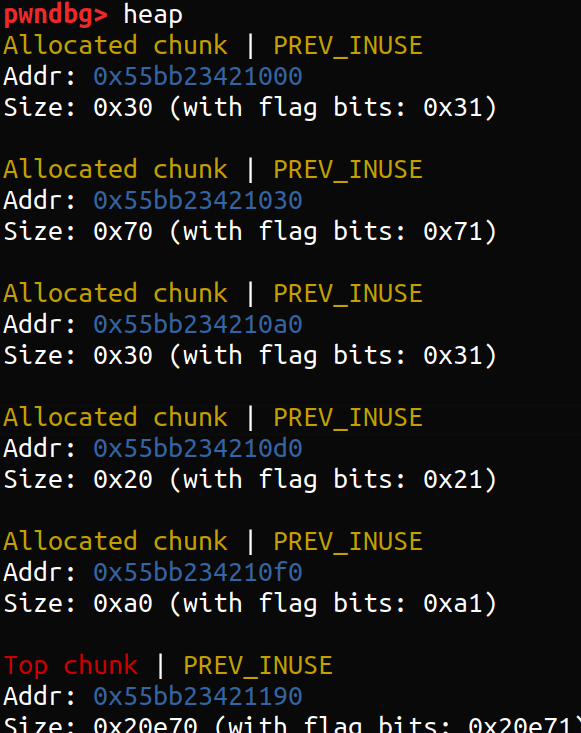 pwndbg> heap
Allocated chunk | PREV_INUSE
Addr: 0x55bb23421000
Size: 0x30 (with flag bits: 0x31)
Allocated chunk | PREV_INUSE
Addr: 0x55bb23421030
Size: 0x70 (with flag bits: 0x71)
Allocated chunk | PREV_INUSE
Addr: 0x55bb234210a0
Size: 0x30 (with flag bits: 0x31)
Allocated chunk | PREV_INUSE
Addr: 0x55bb234210d0
Size: 0x20 (with flag bits: 0x21)
Allocated chunk | PREV_INUSE
Addr: 0x55bb234210f0
Size: 0xa0 (with flag bits: 0xa1)
Top chunk | PREV_INUSE
Addr: 0x55bb23421190
Size: 0x20e70 (with flag bits: 0x20e71)